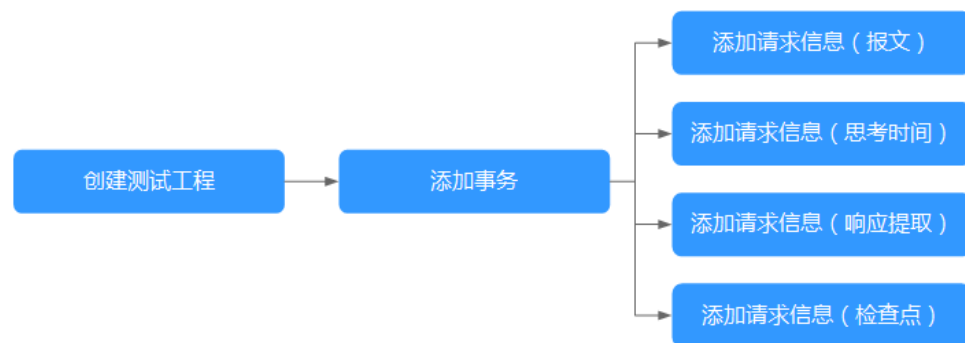 创建测试工程
添加事务
添加请求信息（报文）
添加请求信息（思考时间）
添加请求信息（响应提取）
添加请求信息（检查点）